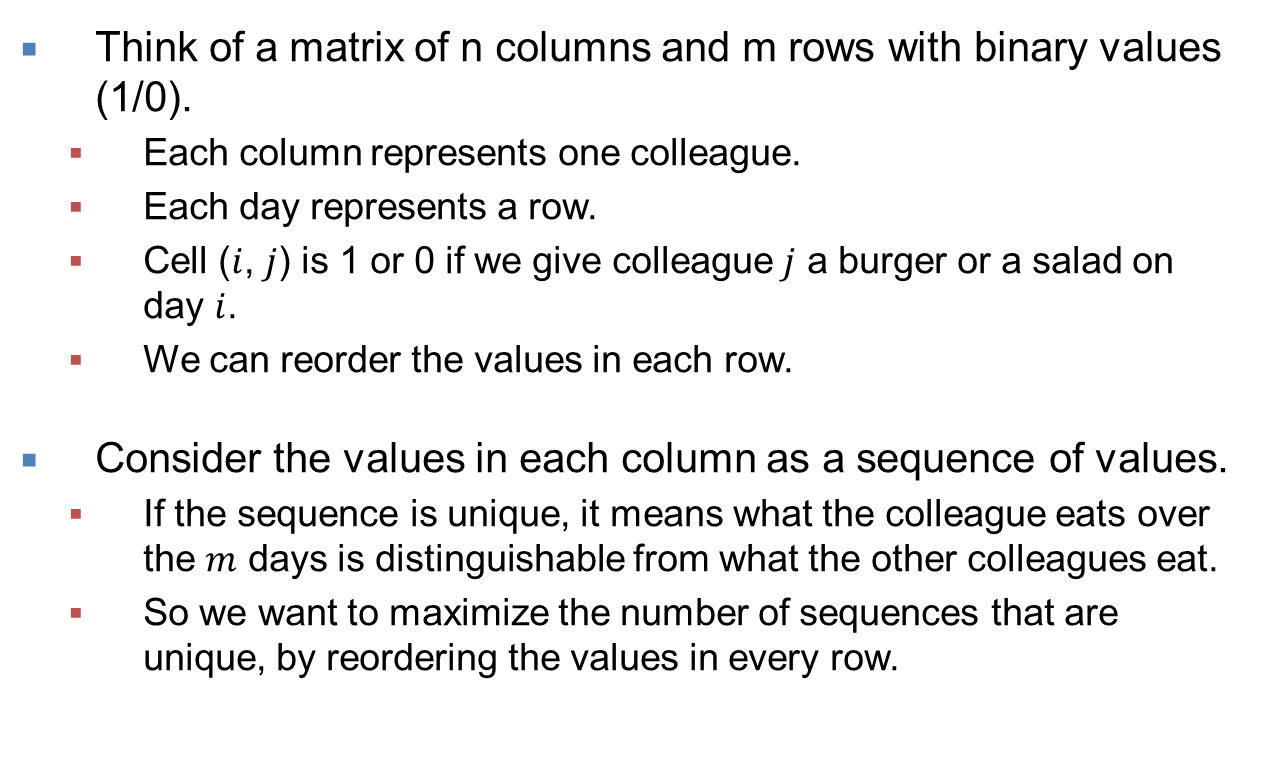 Think of a matrix of n columns and m rows with binary values
(1/0).
Each column represents one colleague.
Each day represents a row.
Cell (𝑖, 𝑗) is 1 or 0 if we give colleague 𝑗 a burger or a salad on
day 𝑖.
We can reorder the values in each row.
Consider the values in each column as a sequence of values.
If the sequence is unique, it means what the colleague eats over
the 𝑚 days is distinguishable from what the other colleagues eat.
So we want to maximize the number of sequences that are
unique, by reordering the values in every row.